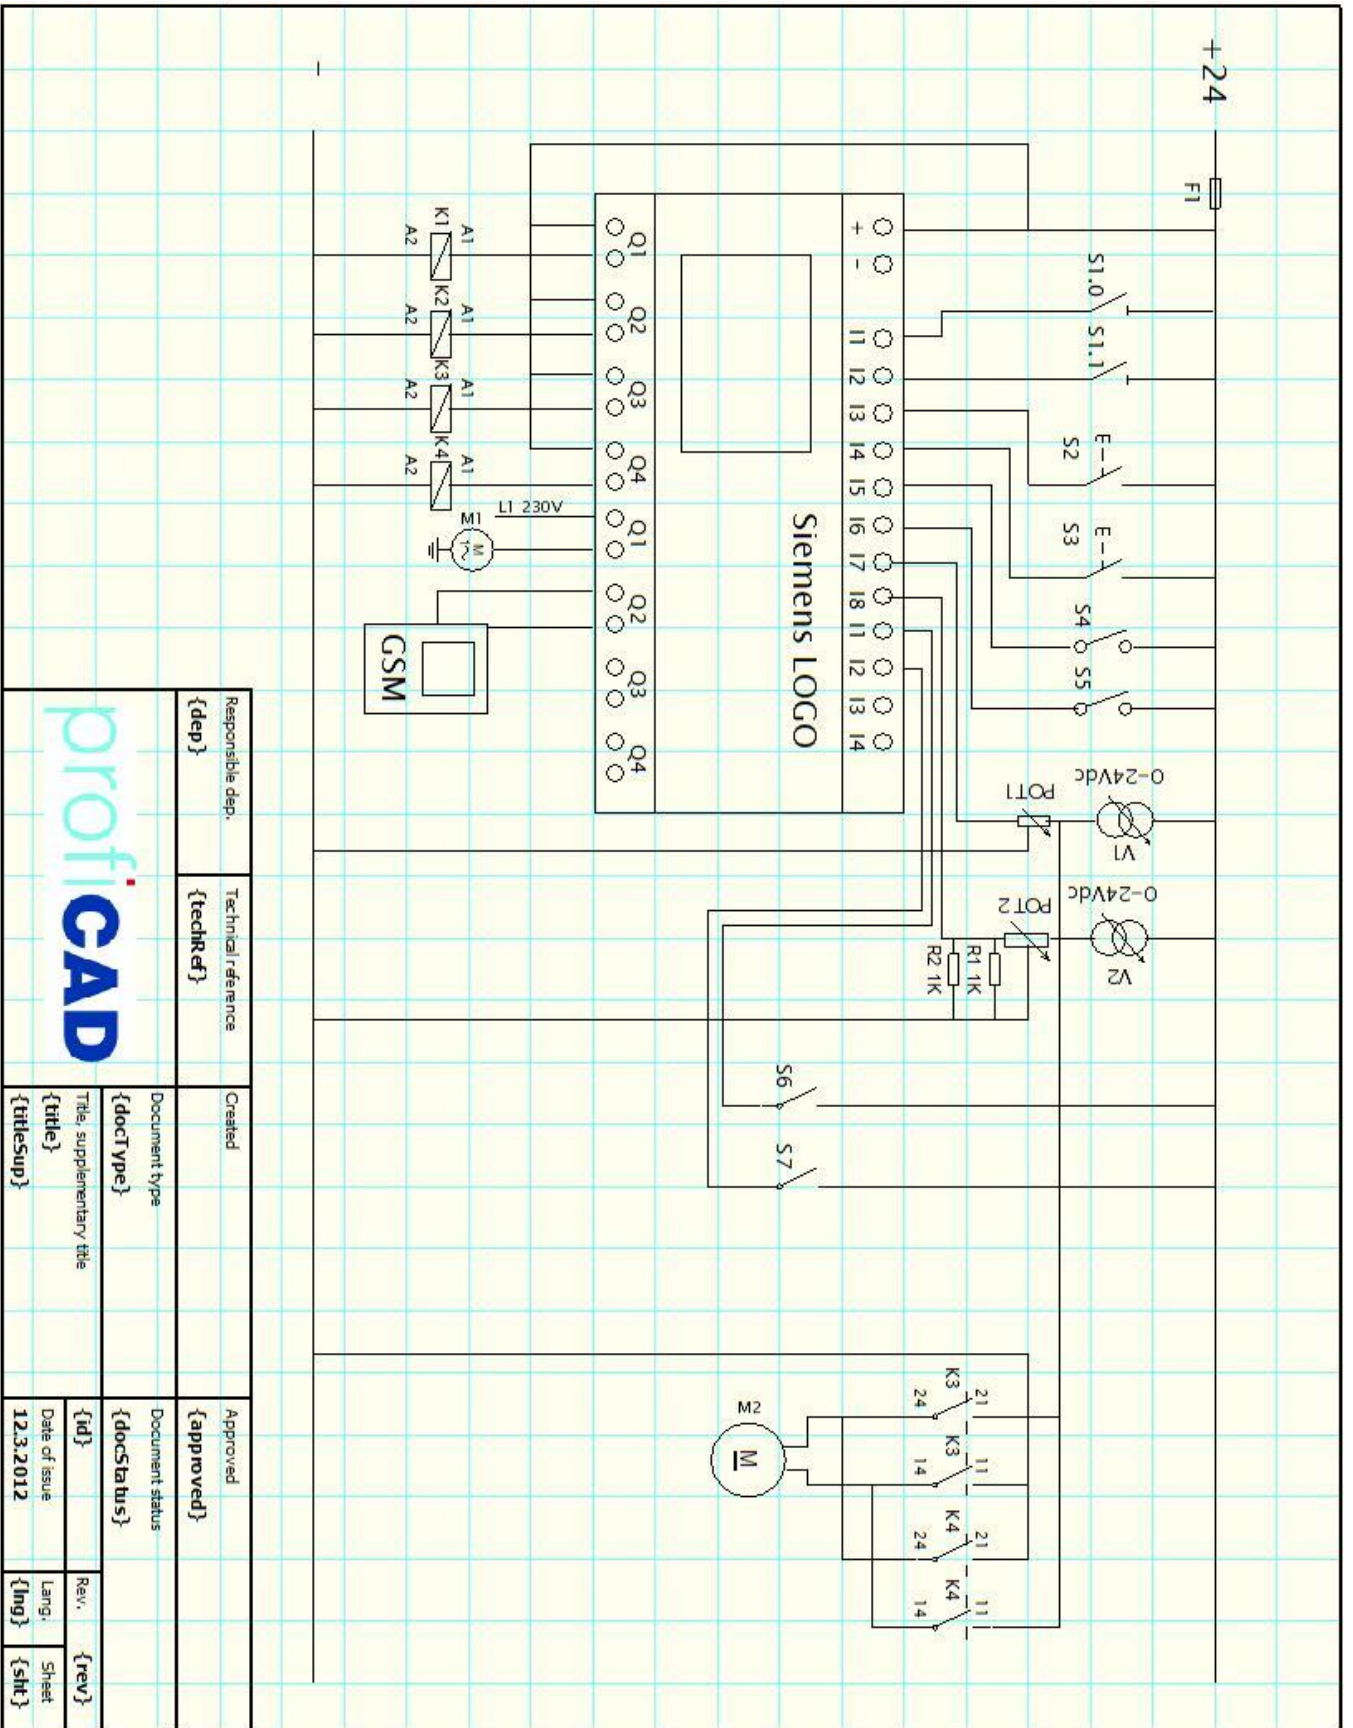 +24
F1
S1.0
S1.1
S2
E
S3
E
S4
S5
0-24Vdc
V1
POT1
0-24Vdc
V2
POT2
R1 1K
R2 1K
+ - I1 I2 I3 I4 I5 I6 I7 I8 I1 I2 I3 I4
Siemens LOGO
Q1 Q2 Q3 Q4 Q1 Q2 Q3 Q4
L1 230V
K1 A1 A2
K2 A1 A2
K3 A1 A2
K4 A1 A2
M1
M
1~
GSM
S6
S7
K3 21 24
K3 11 14
K4 21 24
K4 11 14
M2
M
-
Responsible dep.
{dep}
Technical reference
{techRef}
Created
Approved
{approved}
proficAD
Document type
{docType}
Document status
{docStatus}
Title, supplementary title
{title}
{titleSup}
{id}
Rev.
{rev}
Date of issue
12.3.2012
Lang.
{lng}
Sheet
{sht}